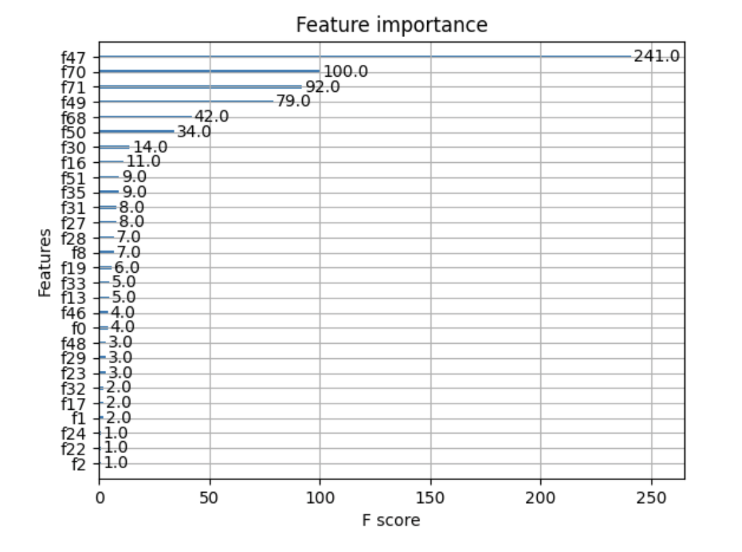 Feature importance
f47 241.0
f70 100.0
f71 92.0
f49 79.0
f68 42.0
f50 34.0
f30 14.0
f16 11.0
f51 9.0
f35 9.0
f31 8.0
f27 8.0
f28 7.0
f8 7.0
f19 6.0
f33 5.0
f13 5.0
f46 4.0
f0 4.0
f48 3.0
f29 3.0
f23 3.0
f32 2.0
f17 2.0
f1 2.0
f24 1.0
f22 1.0
f2 1.0
Features
0 50 100 150 200 250
F score